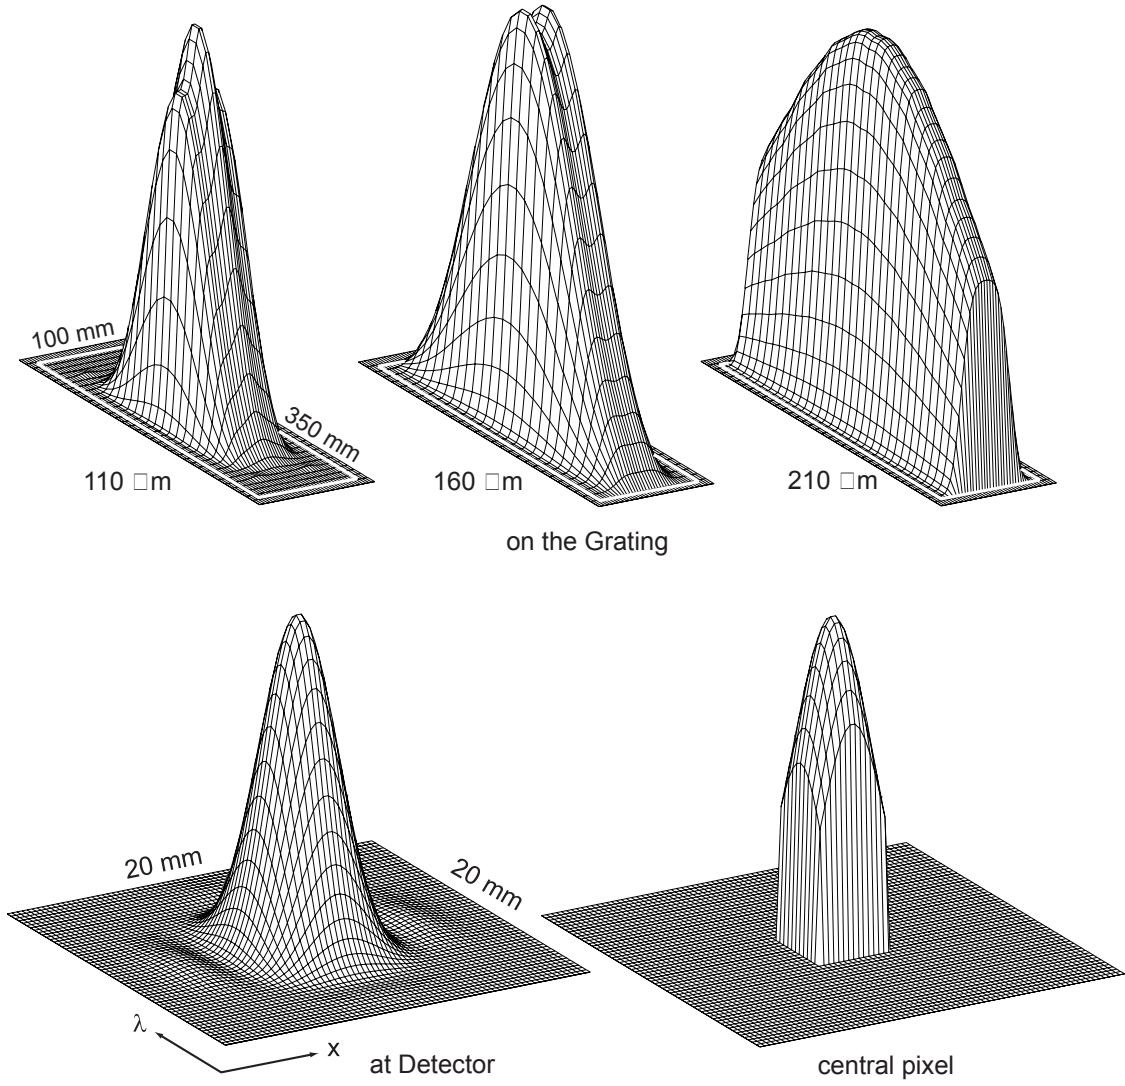 100 mm
350 mm
110 □m
160 □m
210 □m
on the Grating
20 mm
20 mm
λ
x
at Detector
central pixel